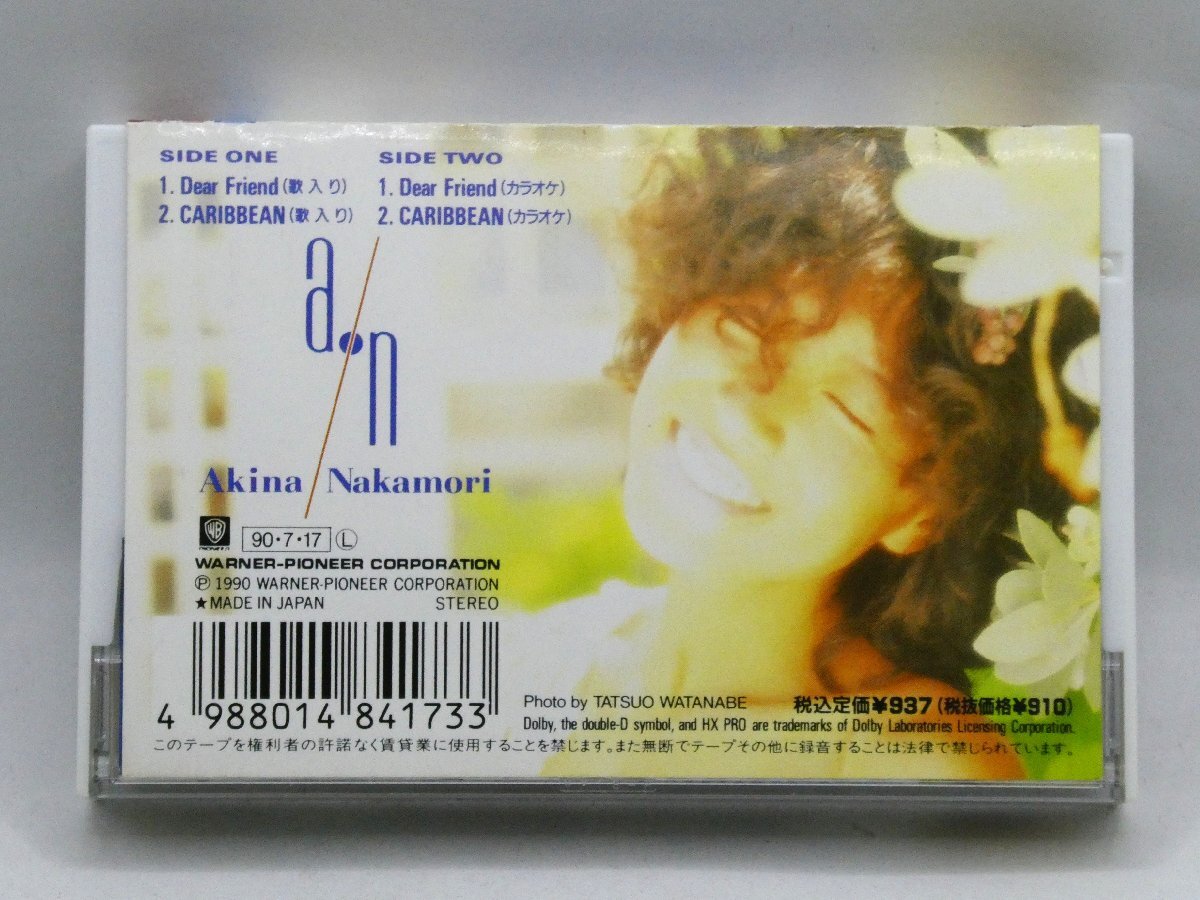 SIDE ONE
1. Dear Friend(歌入り)
2. CARIBBEAN(歌入り)
SIDE TWO
1. Dear Friend(カラオケ)
2. CARIBBEAN(カラオケ)
a・n
Akina Nakamori
WB
PIONEER
90・7・17 Ⓛ
WARNER-PIONEER CORPORATION
℗ 1990 WARNER-PIONEER CORPORATION
★MADE IN JAPAN STEREO
4 988014 841733
Photo by TATSUO WATANABE
税込定価¥937(税抜価格¥910)
Dolby, the double-D symbol, and HX PRO are trademarks of Dolby Laboratories Licensing Corporation.
このテープを権利者の許諾なく賃貸業に使用することを禁じます。また無断でテープその他に録音することは法律で禁じられています。